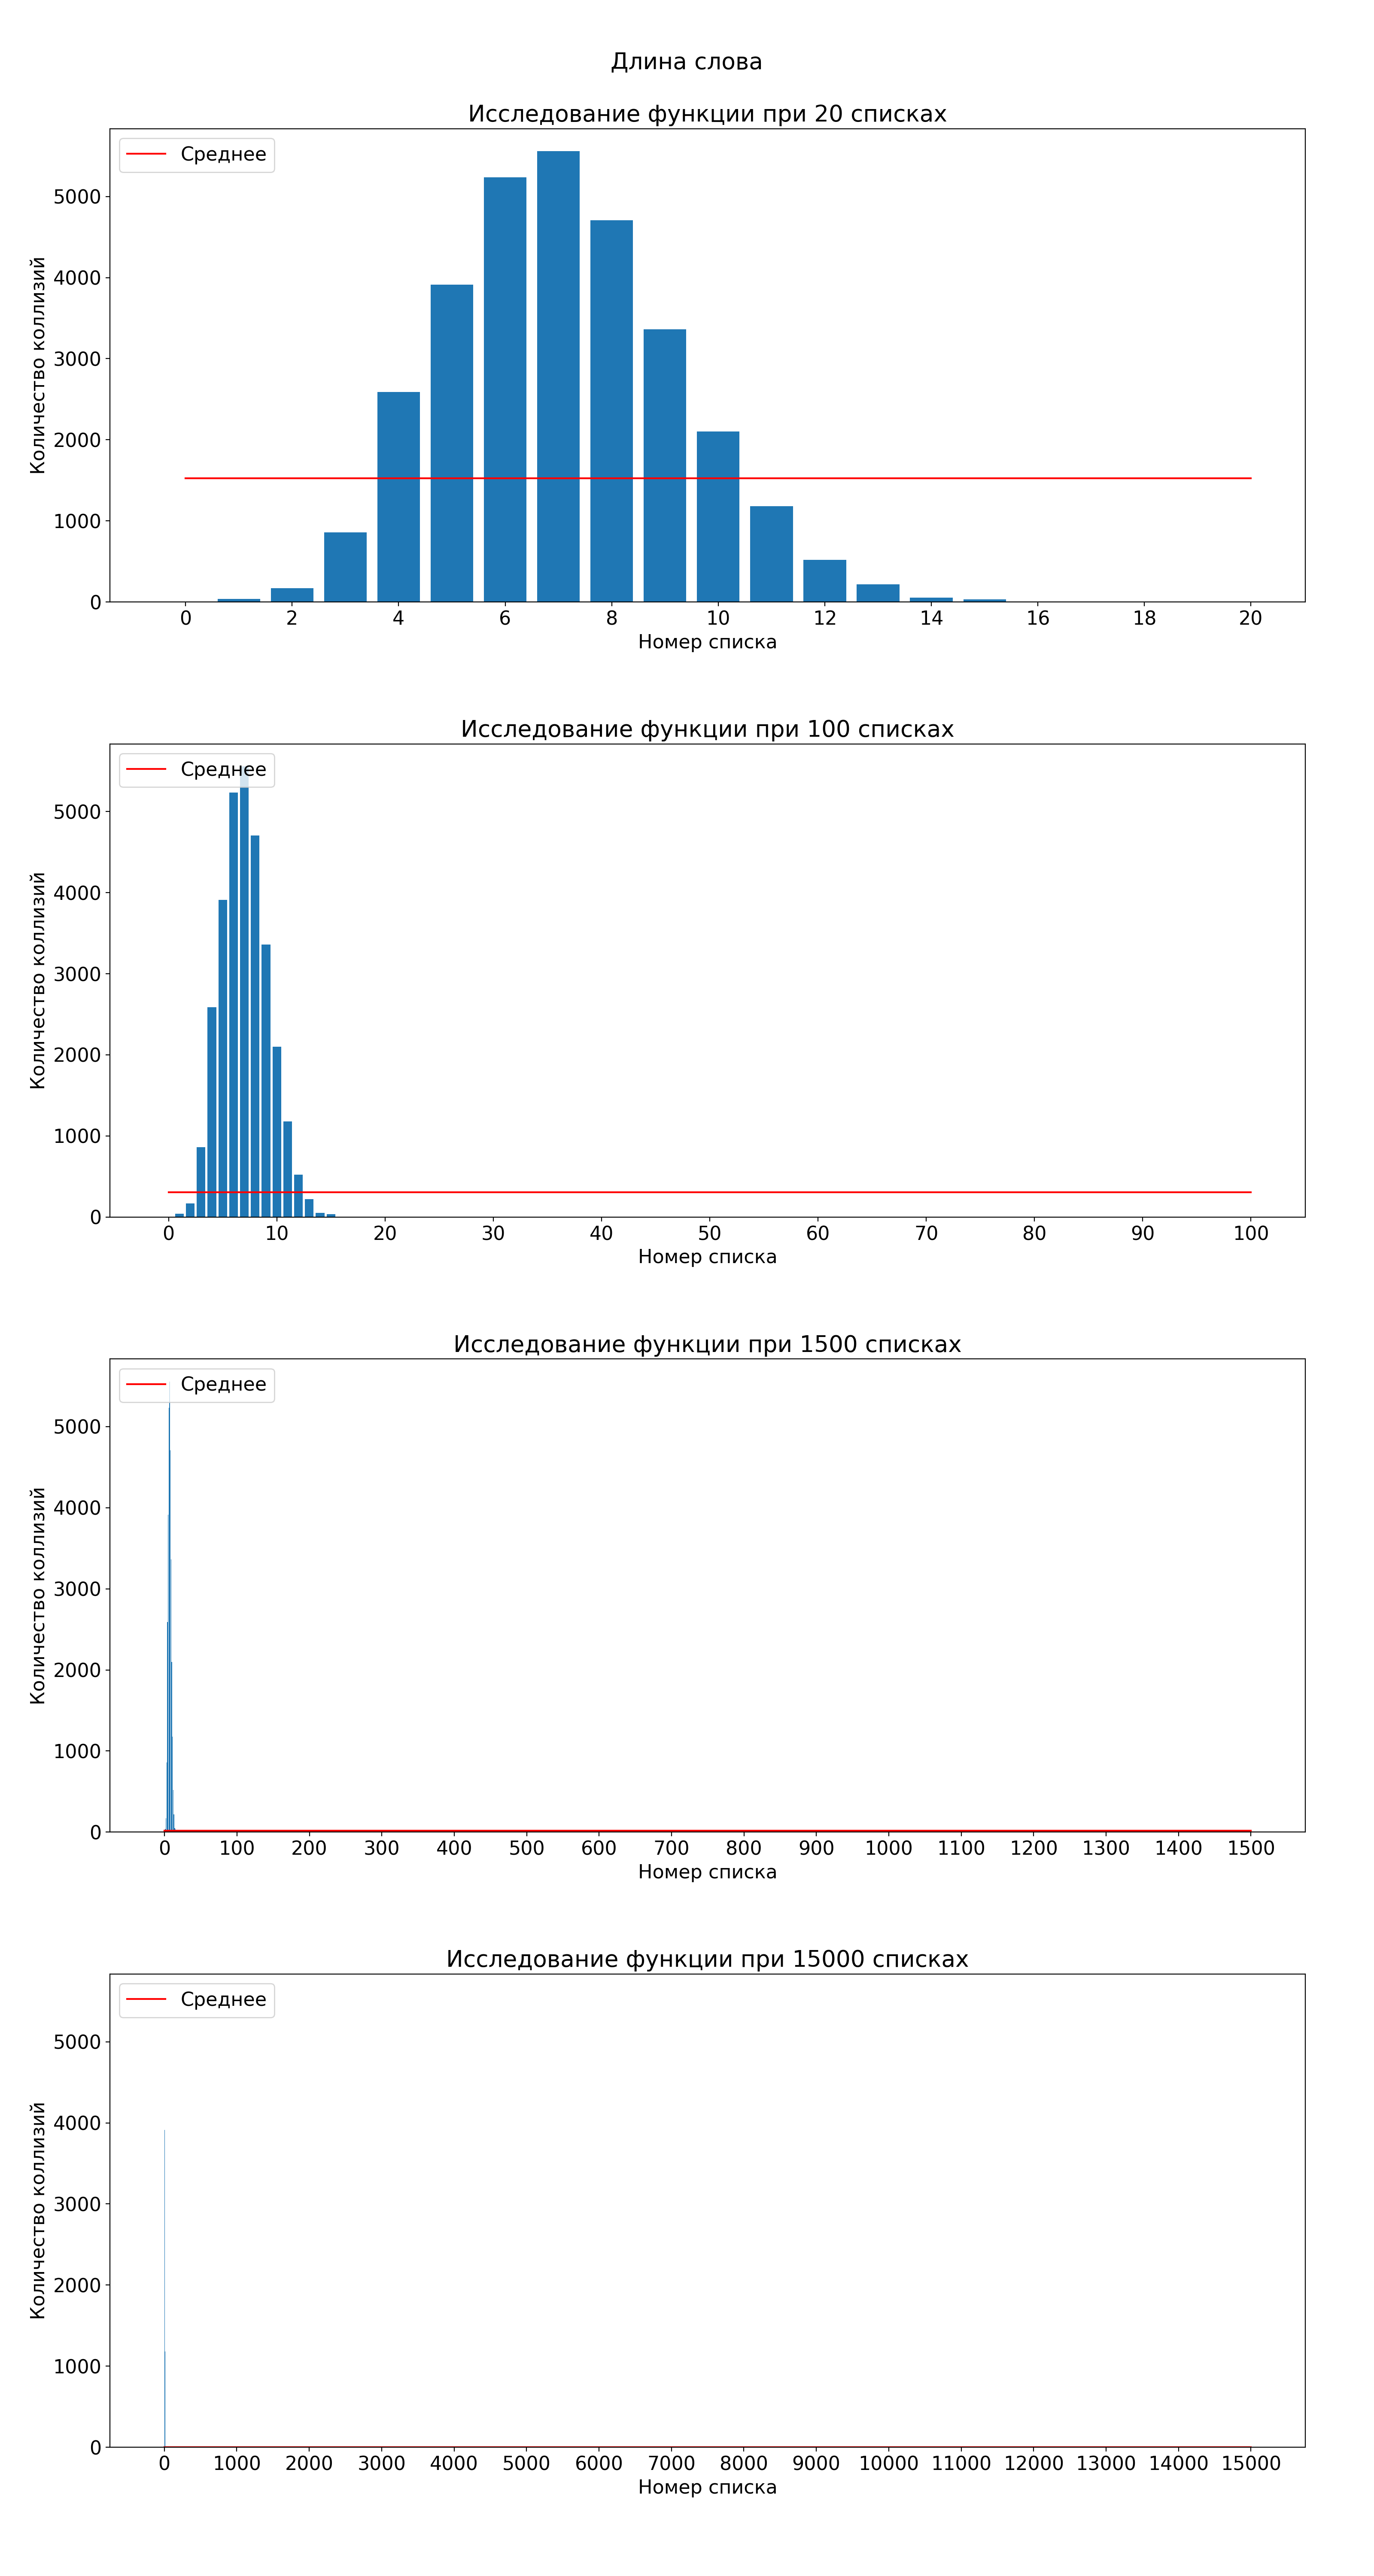 Длина слова
Исследование функции при 20 списках
Среднее
Количество коллизий
5000
4000
3000
2000
1000
0
0 2 4 6 8 10 12 14 16 18 20
Номер списка
Исследование функции при 100 списках
Среднее
Количество коллизий
5000
4000
3000
2000
1000
0
0 10 20 30 40 50 60 70 80 90 100
Номер списка
Исследование функции при 1500 списках
Среднее
Количество коллизий
5000
4000
3000
2000
1000
0
0 100 200 300 400 500 600 700 800 900 1000 1100 1200 1300 1400 1500
Номер списка
Исследование функции при 15000 списках
Среднее
Количество коллизий
5000
4000
3000
2000
1000
0
0 1000 2000 3000 4000 5000 6000 7000 8000 9000 10000 11000 12000 13000 14000 15000
Номер списка